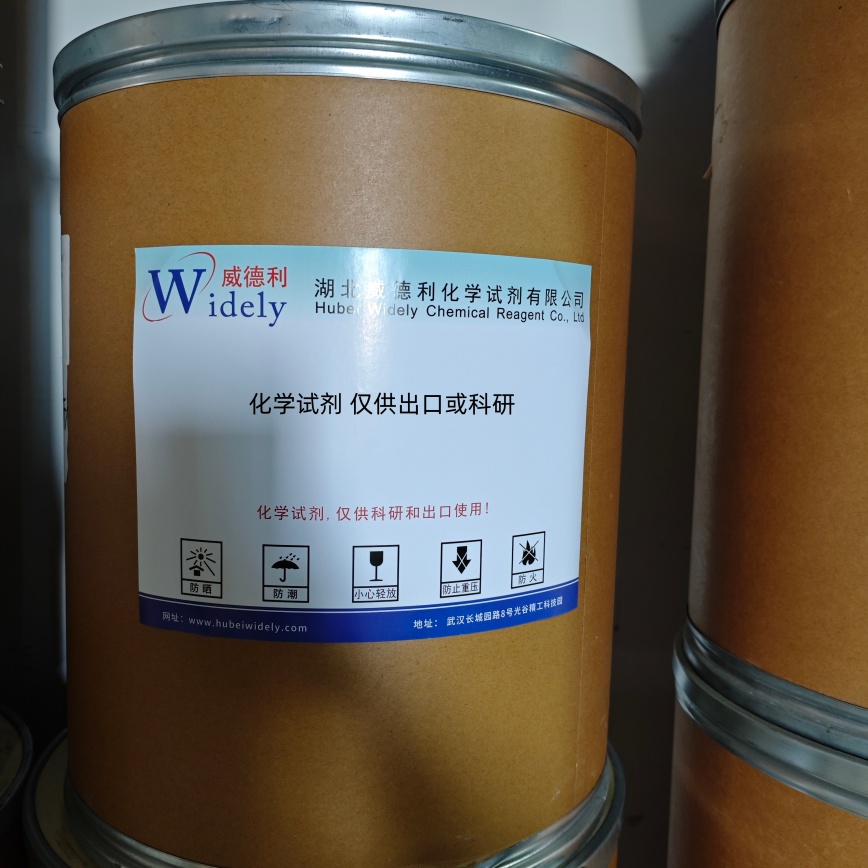 威德利
Widely
湖北威德利化学试剂有限公司
Hubei Widely Chemical Reagent Co., Ltd
化学试剂 仅供出口或科研
化学试剂, 仅供科研和出口使用!
防晒 防潮 小心轻放 防止重压 防火
网址: www.hubeiwidely.com 地址: 武汉长城园路8号光谷精工科技园